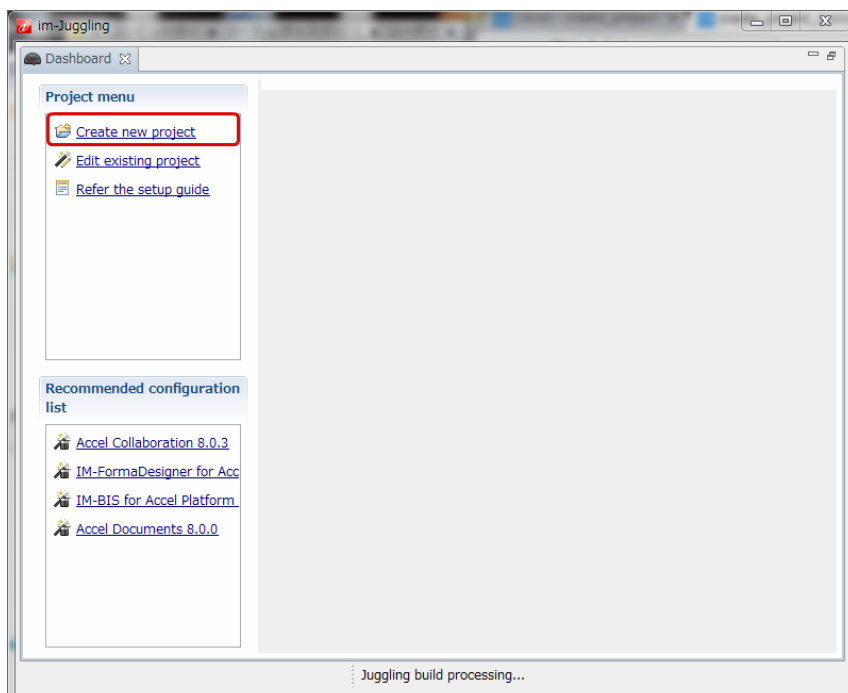 im-Juggling
Dashboard
Project menu
Create new project
Edit existing project
Refer the setup guide
Recommended configuration
list
Accel Collaboration 8.0.3
IM-FormaDesigner for Acc
IM-BIS for Accel Platform
Accel Documents 8.0.0
Juggling build processing...